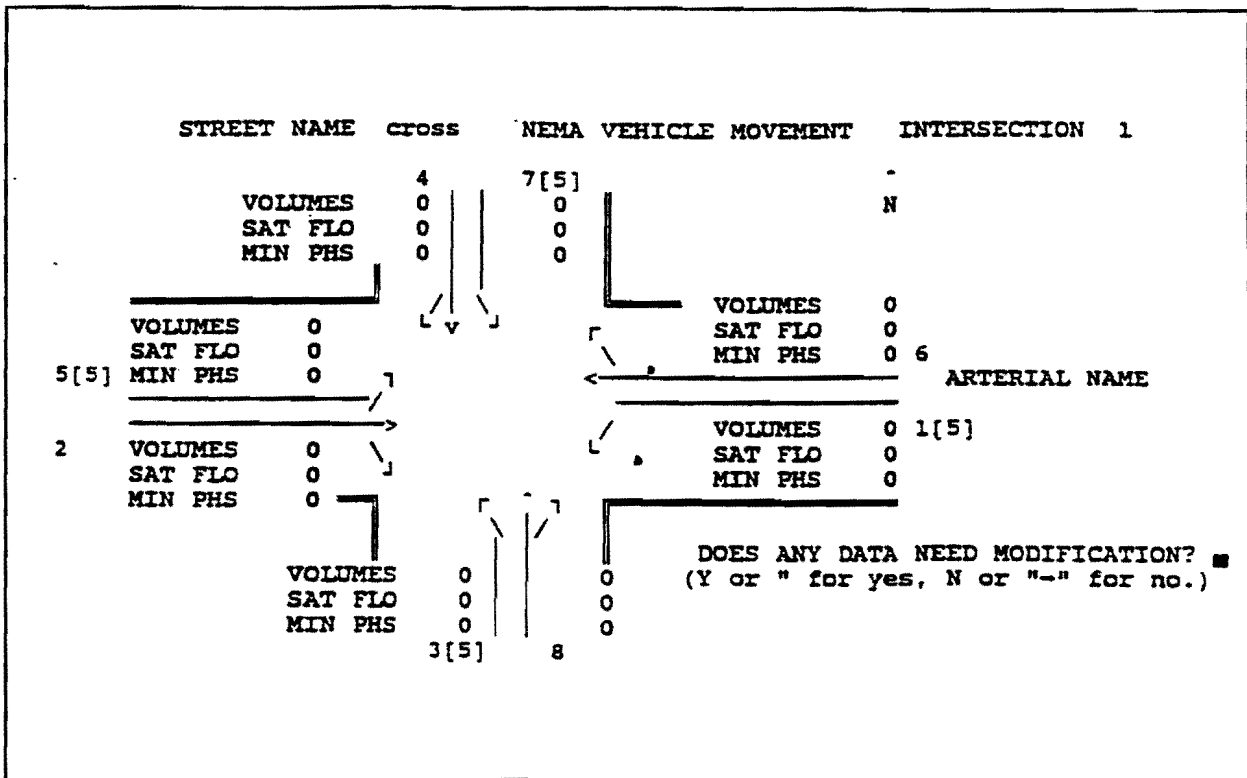 STREET NAME cross NEMA VEHICLE MOVEMENT INTERSECTION 1
4 7[5]
VOLUMES 0 0 N
SAT FLO 0 0
MIN PHS 0 0
VOLUMES 0
VOLUMES 0
SAT FLO 0
SAT FLO 0
MIN PHS 0 6
5[5] MIN PHS 0
ARTERIAL NAME
VOLUMES 0 1[5]
2 VOLUMES 0
SAT FLO 0
SAT FLO 0
MIN PHS 0
MIN PHS 0
DOES ANY DATA NEED MODIFICATION?
VOLUMES 0 0
(Y or " for yes, N or "-" for no.)
SAT FLO 0 0
MIN PHS 0 0
3[5] 8